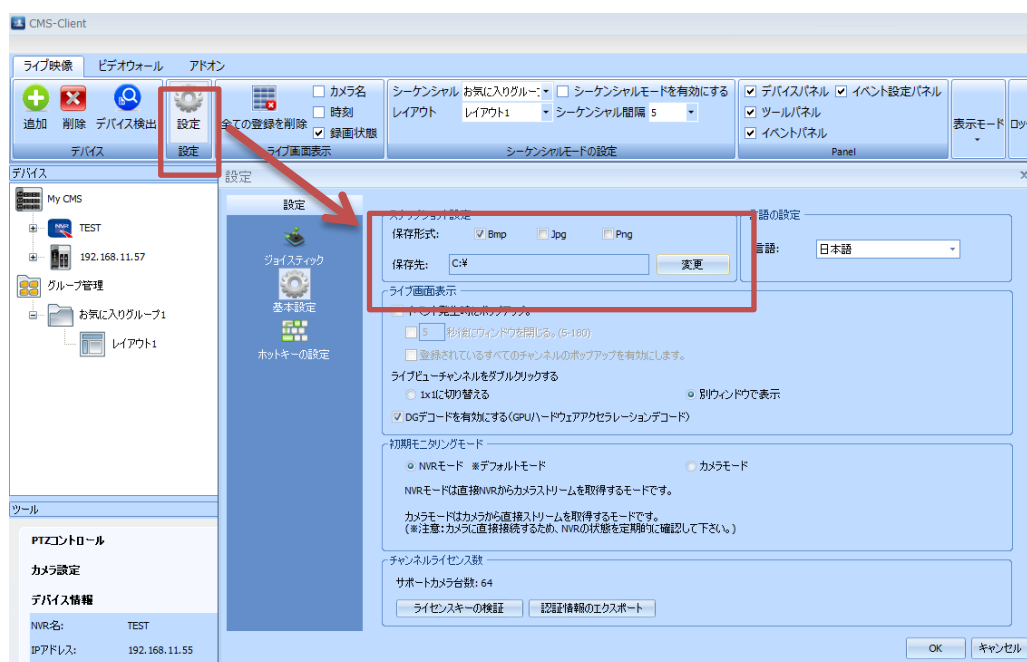 CMS-Client
ライブ映像 ビデオウォール アドオン
追加 削除 デバイス検出 設定 全ての登録を削除
カメラ名
時刻
録画状態
シーケンシャル お気に入りグルー シーケンシャルモードを有効にする
レイアウト レイアウト1 シーケンシャル間隔 5
デバイスパネル イベント設定パネル
ツールパネル
イベントパネル
表示モード ロッ
デバイス 設定 ライブ画面表示 シーケンシャルモードの設定 Panel
デバイス
My CMS
TEST
192.168.11.57
グループ管理
お気に入りグループ1
レイアウト1
設定
設定
ジョイスティック
基本設定
ホットキーの設定
スナップショット設定
保存形式: Bmp Jpg Png
保存先: C:¥ 変更
言語の設定
言語: 日本語
ライブ画面表示
イベント発生時にポップアップ。
5 秒後にウィンドウを閉じる。(5-180)
登録されているすべてのチャンネルのポップアップを有効にします。
ライブビューチャンネルをダブルクリックする
1x1に切り替える 別ウィンドウで表示
DGデコードを有効にする(GPUハードウェアアクセラレーションデコード)
初期モニタリングモード
NVRモード ※デフォルトモード カメラモード
NVRモードは直接NVRからカメラストリームを取得するモードです。
カメラモードはカメラから直接ストリームを取得するモードです。
(※注意:カメラに直接接続するため、NVRの状態を定期的に確認して下さい。)
チャンネルライセンス数
サポートカメラ台数: 64
ライセンスキーの検証 認証情報のエクスポート
OK キャンセル
ツール
PTZコントロール
カメラ設定
デバイス情報
NVR名: TEST
IPアドレス: 192.168.11.55